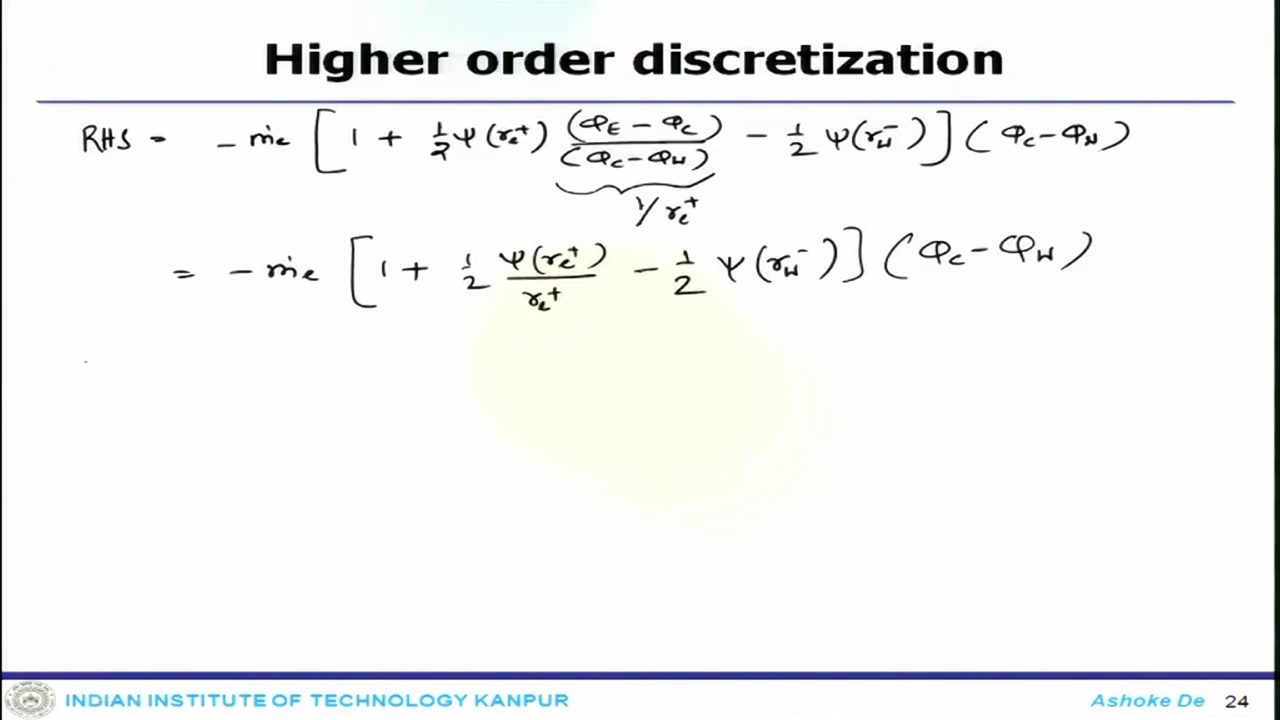 Higher order discretization
RHS = - ṁe [ 1 + 1/2 ψ(re+) (φE - φC)/(φC - φW) - 1/2 ψ(rw-) ] (φC - φW)
1/re+
= - ṁe [ 1 + 1/2 ψ(re+)/re+ - 1/2 ψ(rw-) ] (φC - φW)
INDIAN INSTITUTE OF TECHNOLOGY KANPUR
Ashoke De 24